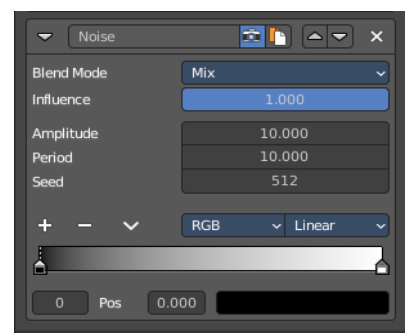 Noise
Blend Mode Mix
Influence 1.000
Amplitude 10.000
Period 10.000
Seed 512
RGB Linear
0 Pos 0.000